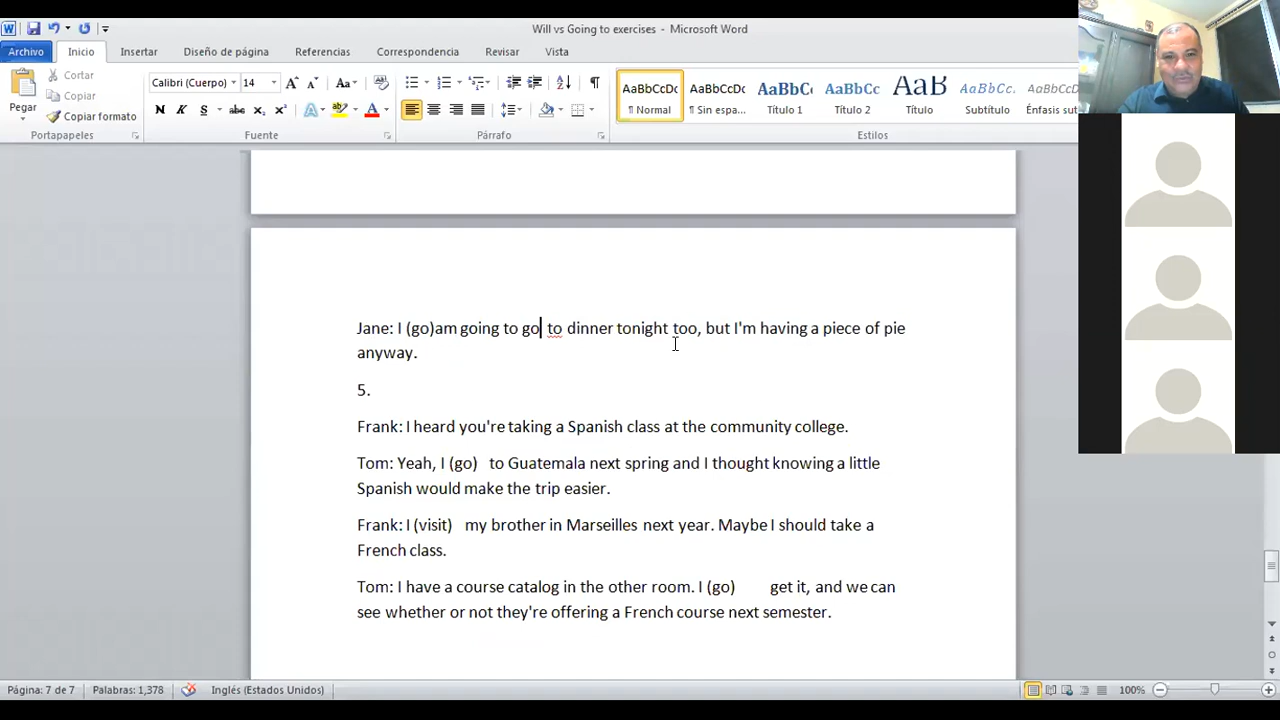 Will vs Going to exercises - Microsoft Word
Archivo Inicio Insertar Diseño de página Referencias Correspondencia Revisar Vista
Pegar Cortar Copiar Copiar formato
Calibri (Cuerpo) 14 Aa
N K S abc x₂ x² A
AaBbCcDc AaBbCcDc AaBbCc AaBbCc AaB AaBbCc. AaBbCcDc
¶ Normal ¶ Sin espa... Título 1 Título 2 Título Subtítulo Énfasis sut
Portapapeles Fuente Párrafo Estilos
Jane: I (go)am going to go to dinner tonight too, but I'm having a piece of pie
anyway.
5.
Frank: I heard you're taking a Spanish class at the community college.
Tom: Yeah, I (go) to Guatemala next spring and I thought knowing a little
Spanish would make the trip easier.
Frank: I (visit) my brother in Marseilles next year. Maybe I should take a
French class.
Tom: I have a course catalog in the other room. I (go) get it, and we can
see whether or not they're offering a French course next semester.
Página: 7 de 7 Palabras: 1,378 Inglés (Estados Unidos) 100%